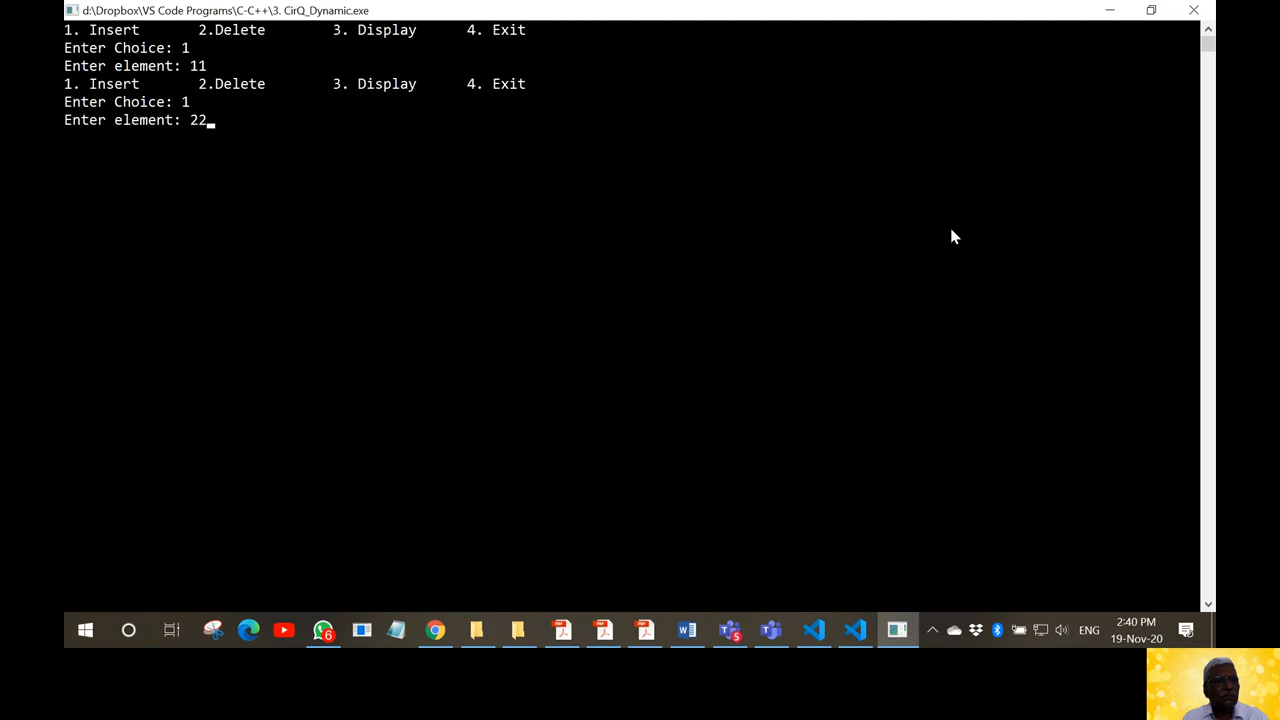 d:\Dropbox\VS Code Programs\C-C++\3. CirQ_Dynamic.exe
1. Insert 2.Delete 3. Display 4. Exit
Enter Choice: 1
Enter element: 11
1. Insert 2.Delete 3. Display 4. Exit
Enter Choice: 1
Enter element: 22
6
5
ENG
2:40 PM
19-Nov-20